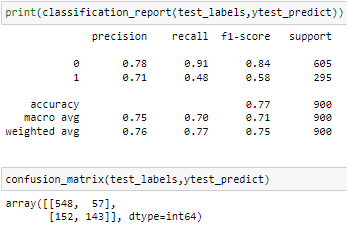 print(classification_report(test_labels,ytest_predict))
precision recall f1-score support
0 0.78 0.91 0.84 605
1 0.71 0.48 0.58 295
accuracy 0.77 900
macro avg 0.75 0.70 0.71 900
weighted avg 0.76 0.77 0.75 900
confusion_matrix(test_labels,ytest_predict)
array([[548, 57],
[152, 143]], dtype=int64)